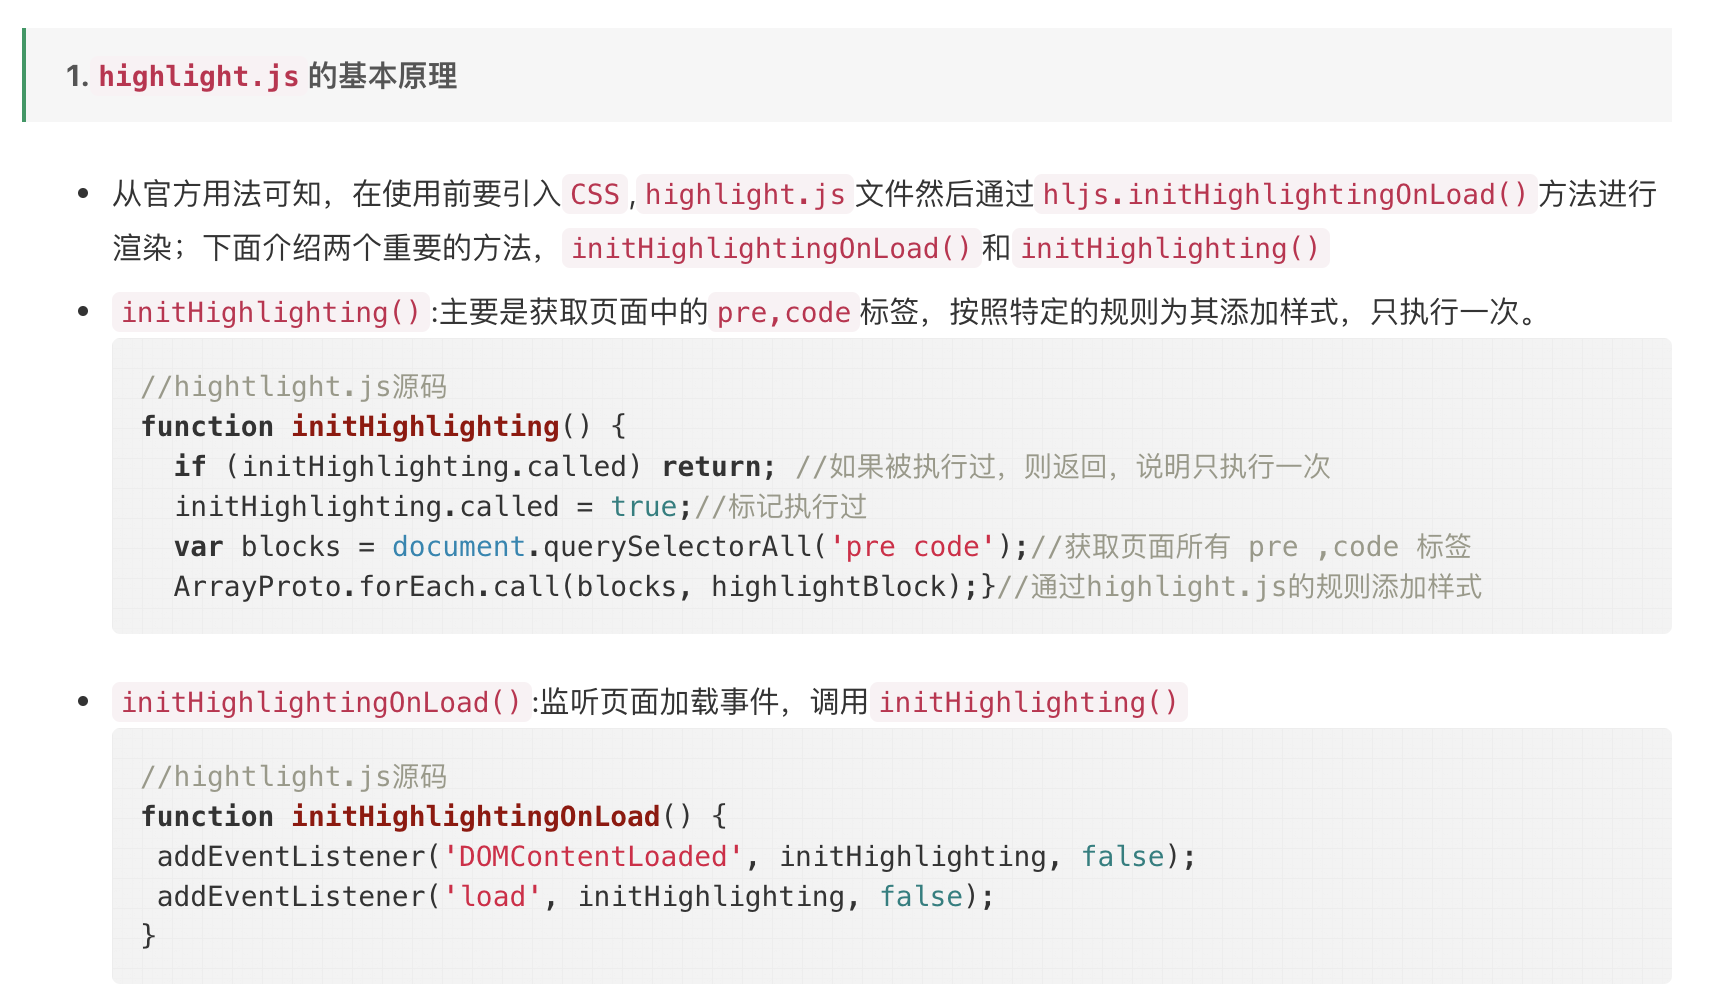 1. highlight.js 的基本原理
从官方用法可知，在使用前要引入 CSS,highlight.js 文件然后通过 hljs.initHighlightingOnLoad() 方法进行
渲染；下面介绍两个重要的方法， initHighlightingOnLoad() 和 initHighlighting()
initHighlighting() :主要是获取页面中的 pre,code 标签，按照特定的规则为其添加样式，只执行一次。
//hightlight.js源码
function initHighlighting() {
  if (initHighlighting.called) return; //如果被执行过，则返回，说明只执行一次
  initHighlighting.called = true;//标记执行过
  var blocks = document.querySelectorAll('pre code');//获取页面所有 pre ,code 标签
  ArrayProto.forEach.call(blocks, highlightBlock);}//通过highlight.js的规则添加样式
initHighlightingOnLoad() :监听页面加载事件，调用 initHighlighting()
//hightlight.js源码
function initHighlightingOnLoad() {
 addEventListener('DOMContentLoaded', initHighlighting, false);
 addEventListener('load', initHighlighting, false);
}